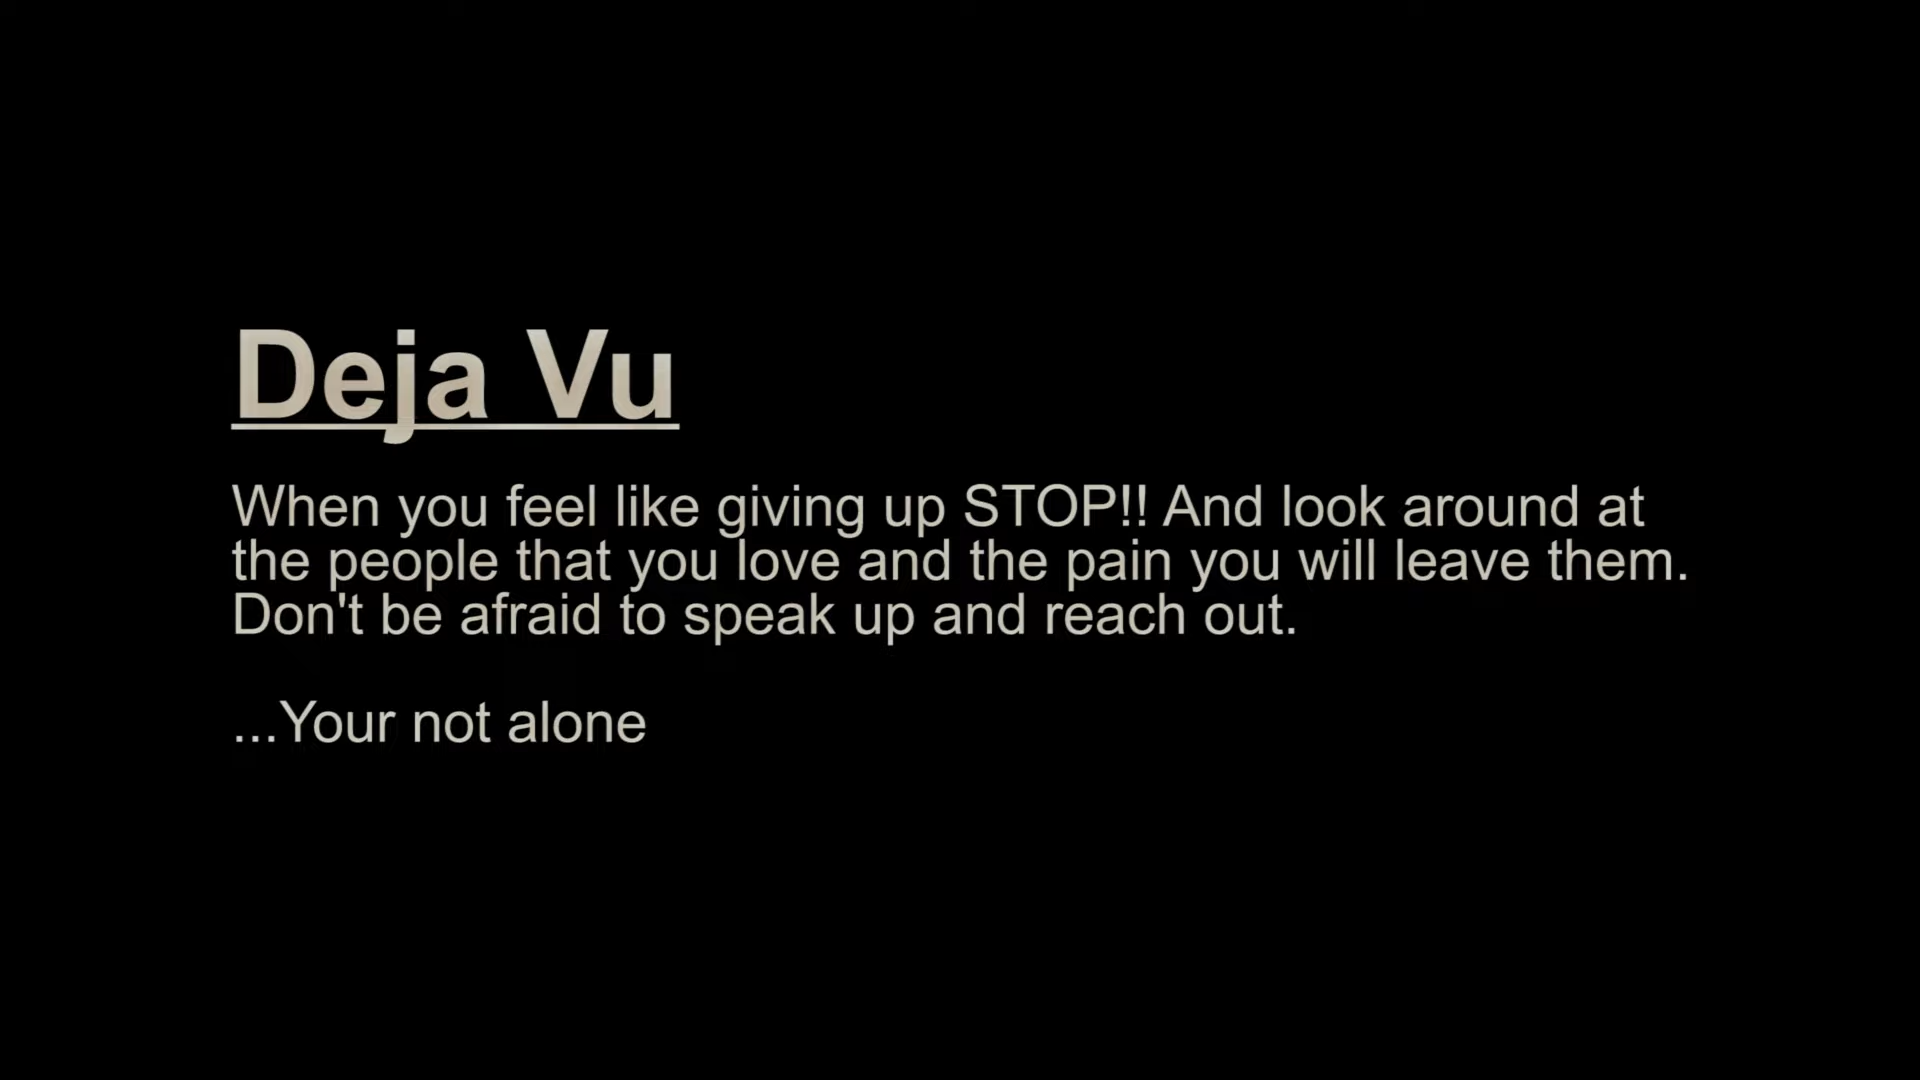 Deja Vu
When you feel like giving up STOP!! And look around at
the people that you love and the pain you will leave them.
Don't be afraid to speak up and reach out.
...Your not alone